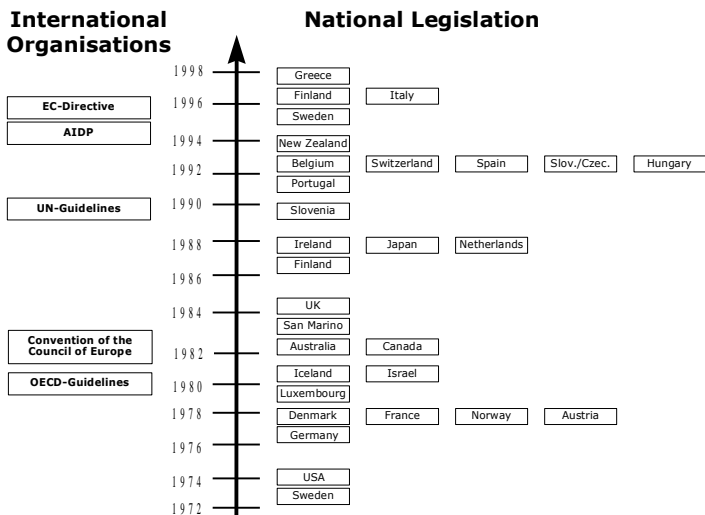 International Organisations
National Legislation
1998
Greece
EC-Directive
1996
Finland
Italy
Sweden
AIDP
1994
New Zealand
Belgium
Switzerland
Spain
Slov./Czec.
Hungary
1992
Portugal
UN-Guidelines
1990
Slovenia
1988
Ireland
Japan
Netherlands
Finland
1986
UK
1984
San Marino
Convention of the
Council of Europe
1982
Australia
Canada
Iceland
Israel
OECD-Guidelines
1980
Luxembourg
1978
Denmark
France
Norway
Austria
Germany
1976
1974
USA
Sweden
1972